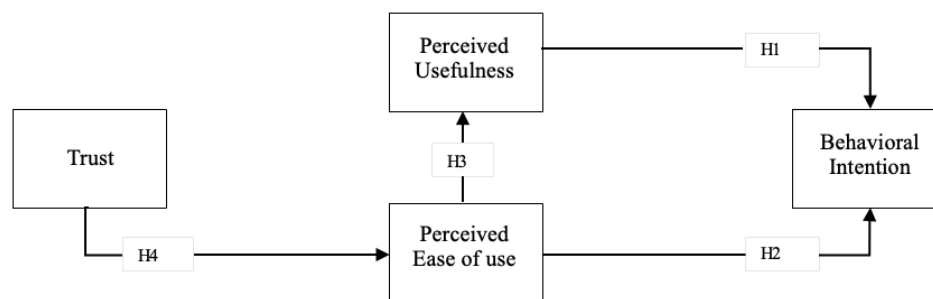 Perceived
Usefulness
H1
Trust
H3
Behavioral
Intention
H4
Perceived
Ease of use
H2